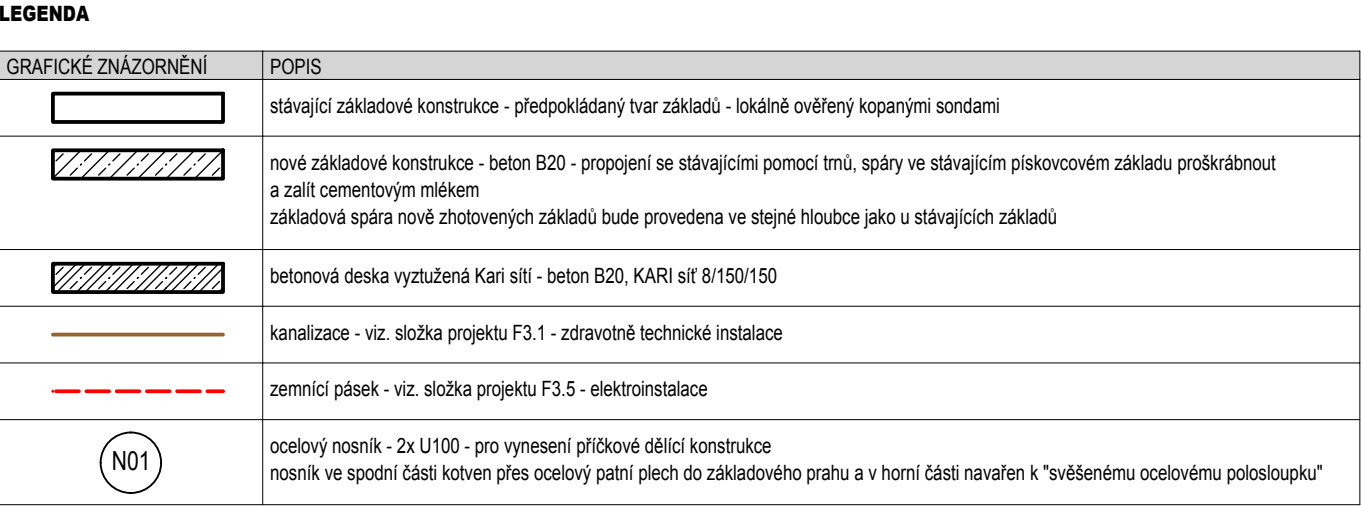 LEGENDA
GRAFICKÉ ZNÁZORNĚNÍ POPIS
stávající základové konstrukce - předpokládaný tvar základů - lokálně ověřený kopanými sondami
nové základové konstrukce - beton B20 - propojení se stávajícími pomocí trnů, spáry ve stávajícím pískovcovém základu proškrábnout
a zalít cementovým mlékem
základová spára nově zhotovených základů bude provedena ve stejné hloubce jako u stávajících základů
betonová deska vyztužená Kari sítí - beton B20, KARI síť 8/150/150
kanalizace - viz. složka projektu F3.1 - zdravotně technické instalace
zemnící pásek - viz. složka projektu F3.5 - elektroinstalace
N01
ocelový nosník - 2x U100 - pro vynesení příčkové dělící konstrukce
nosník ve spodní části kotven přes ocelový patní plech do základového prahu a v horní části navařen k "svěšenému ocelovému polosloupku"